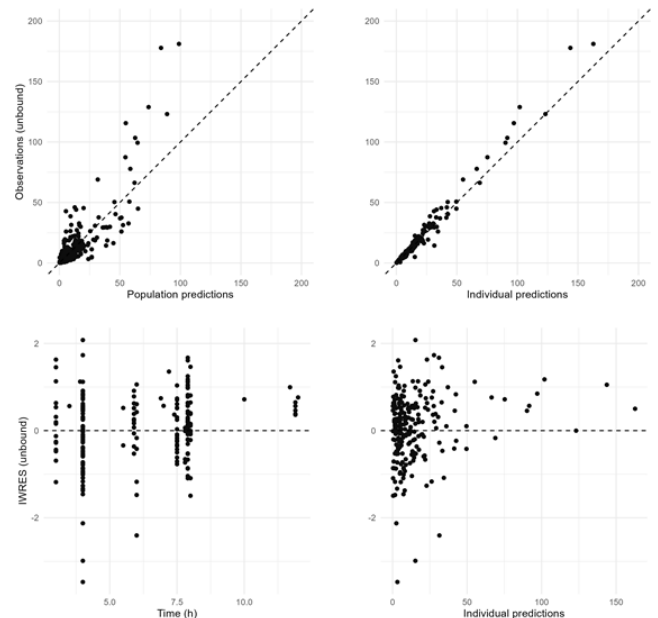 200
150
100
50
0
Observations (unbound)
0 50 100 150 200
Population predictions
200
150
100
50
0
0 50 100 150 200
Individual predictions
2
0
-2
IWRES (unbound)
5.0 7.5 10.0
Time (h)
2
0
-2
0 50 100 150
Individual predictions